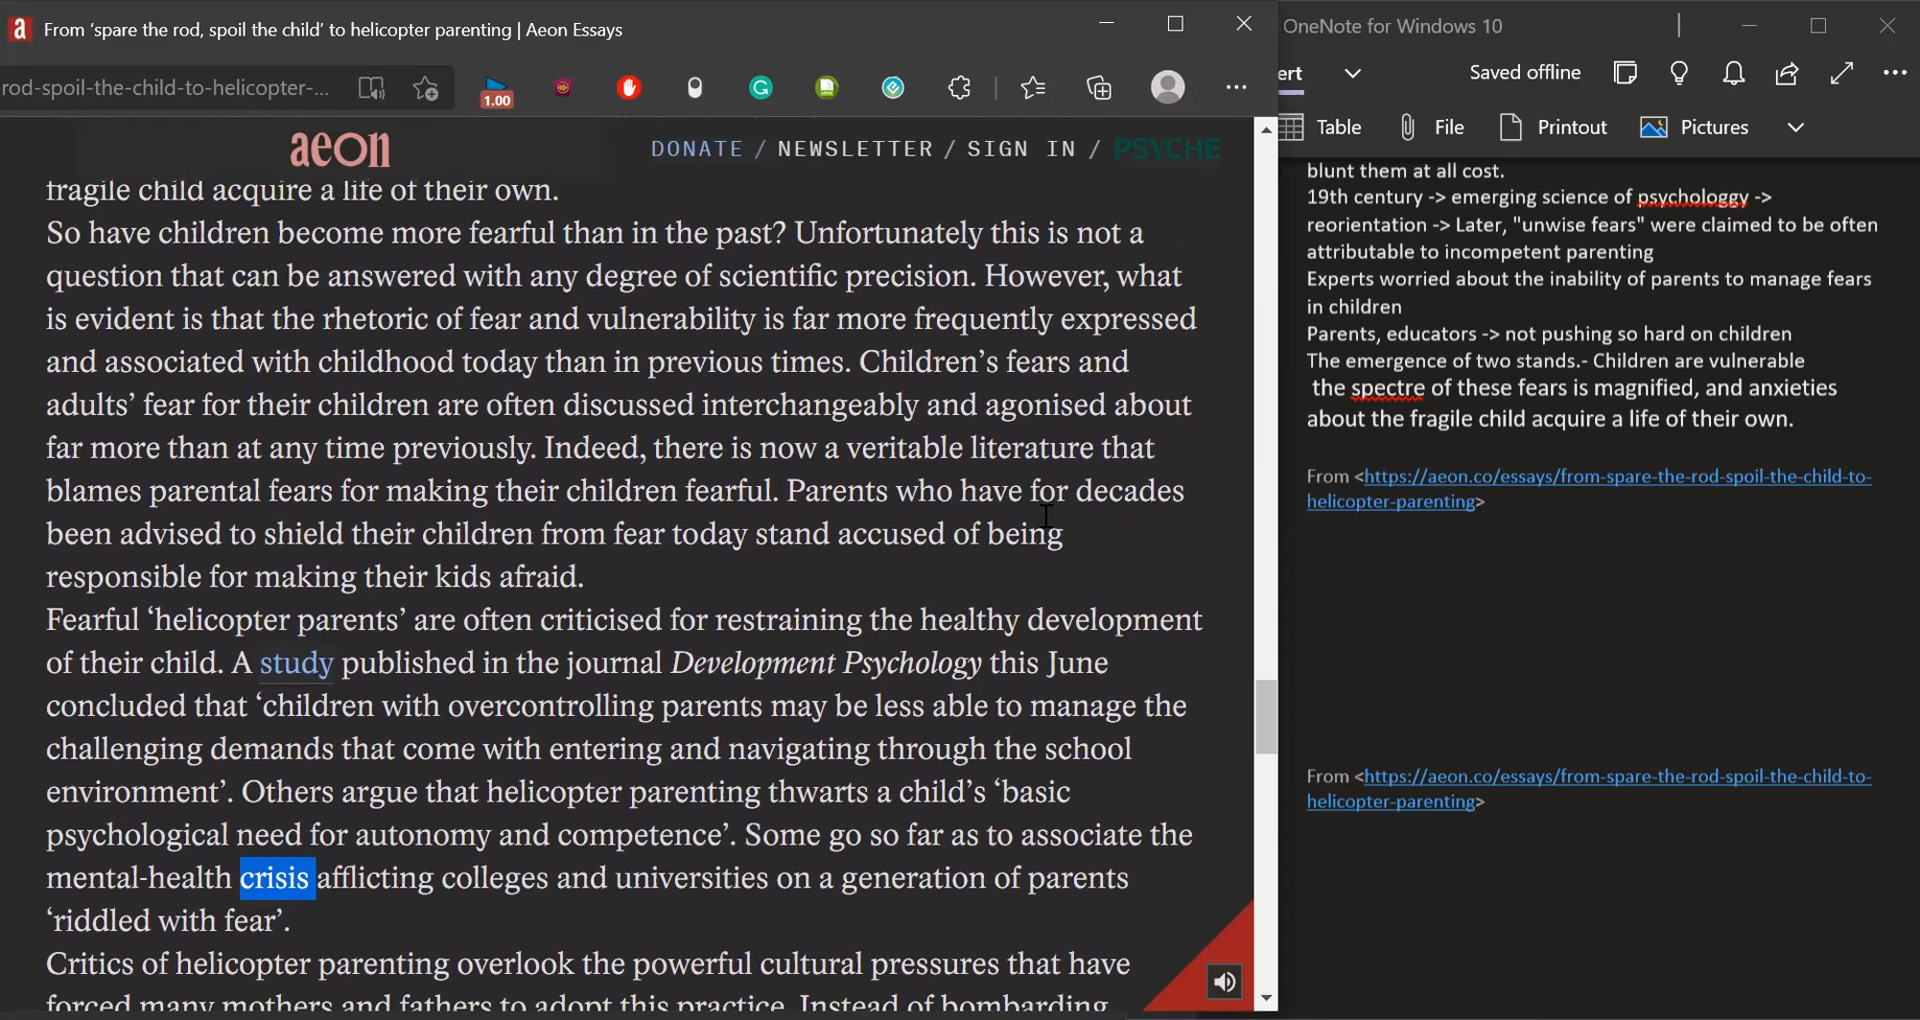 a From ‘spare the rod, spoil the child’ to helicopter parenting | Aeon Essays
rod-spoil-the-child-to-helicopter-...
1.00
aeon
DONATE / NEWSLETTER / SIGN IN / PSYCHE
fragile child acquire a life of their own.
So have children become more fearful than in the past? Unfortunately this is not a
question that can be answered with any degree of scientific precision. However, what
is evident is that the rhetoric of fear and vulnerability is far more frequently expressed
and associated with childhood today than in previous times. Children’s fears and
adults’ fear for their children are often discussed interchangeably and agonised about
far more than at any time previously. Indeed, there is now a veritable literature that
blames parental fears for making their children fearful. Parents who have for decades
been advised to shield their children from fear today stand accused of being
responsible for making their kids afraid.
Fearful ‘helicopter parents’ are often criticised for restraining the healthy development
of their child. A study published in the journal Development Psychology this June
concluded that ‘children with overcontrolling parents may be less able to manage the
challenging demands that come with entering and navigating through the school
environment’. Others argue that helicopter parenting thwarts a child’s ‘basic
psychological need for autonomy and competence’. Some go so far as to associate the
mental-health crisis afflicting colleges and universities on a generation of parents
‘riddled with fear’.
Critics of helicopter parenting overlook the powerful cultural pressures that have
forced many mothers and fathers to adopt this practice. Instead of bombarding
OneNote for Windows 10
ert
Saved offline
Table
File
Printout
Pictures
blunt them at all cost.
19th century -> emerging science of psychologgy ->
reorientation -> Later, "unwise fears" were claimed to be often
attributable to incompetent parenting
Experts worried about the inability of parents to manage fears
in children
Parents, educators -> not pushing so hard on children
The emergence of two stands.- Children are vulnerable
the spectre of these fears is magnified, and anxieties
about the fragile child acquire a life of their own.
From <https://aeon.co/essays/from-spare-the-rod-spoil-the-child-to-
helicopter-parenting>
From <https://aeon.co/essays/from-spare-the-rod-spoil-the-child-to-
helicopter-parenting>